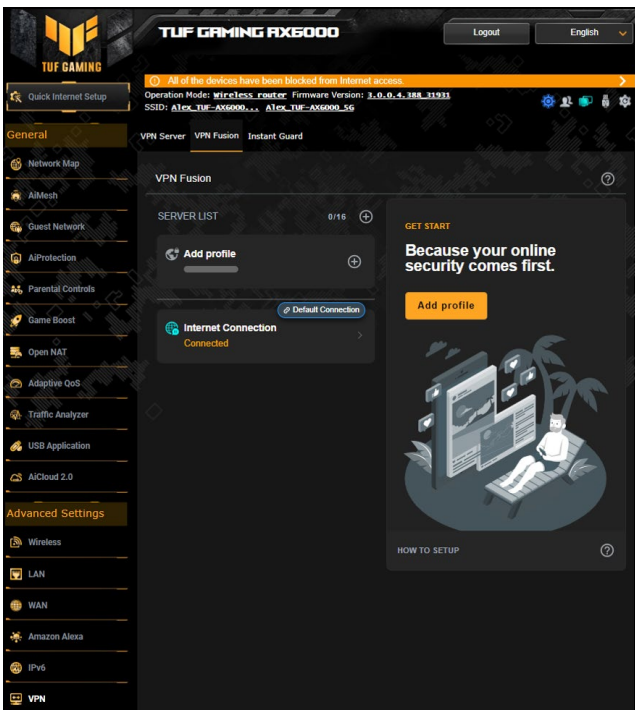 TUF GAMING
TUF GAMING AX6000
Logout
English
All of the devices have been blocked from Internet access.
Quick Internet Setup
Operation Mode: Wireless router Firmware Version: 3.0.0.4.388_31931
SSID: Alex_TUF-AX6000... Alex_TUF-AX6000_5G
General
Network Map
AiMesh
Guest Network
AiProtection
Parental Controls
Game Boost
Open NAT
Adaptive QoS
Traffic Analyzer
USB Application
AiCloud 2.0
Advanced Settings
Wireless
LAN
WAN
Amazon Alexa
IPv6
VPN
VPN Server VPN Fusion Instant Guard
VPN Fusion
SERVER LIST 0/16
Add profile
Default Connection
Internet Connection
Connected
GET START
Because your online
security comes first.
Add profile
HOW TO SETUP